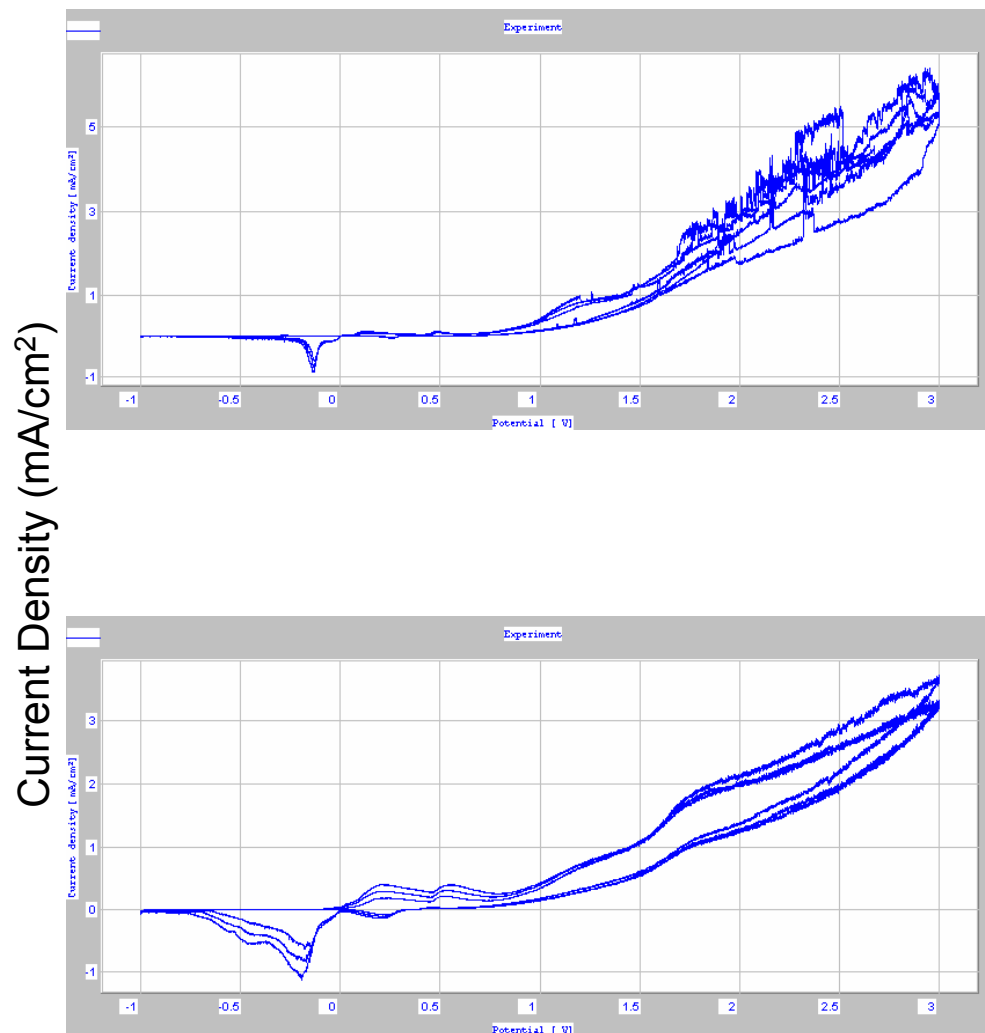 Experiment
5
3
1
-1
Current density [ mA/cm²]
-1 -0.5 0 0.5 1 1.5 2 2.5 3
Potential [ V]
Current Density (mA/cm²)
Experiment
3
2
1
0
-1
Current density [ mA/cm²]
-1 -0.5 0 0.5 1 1.5 2 2.5 3
Potential [ V]